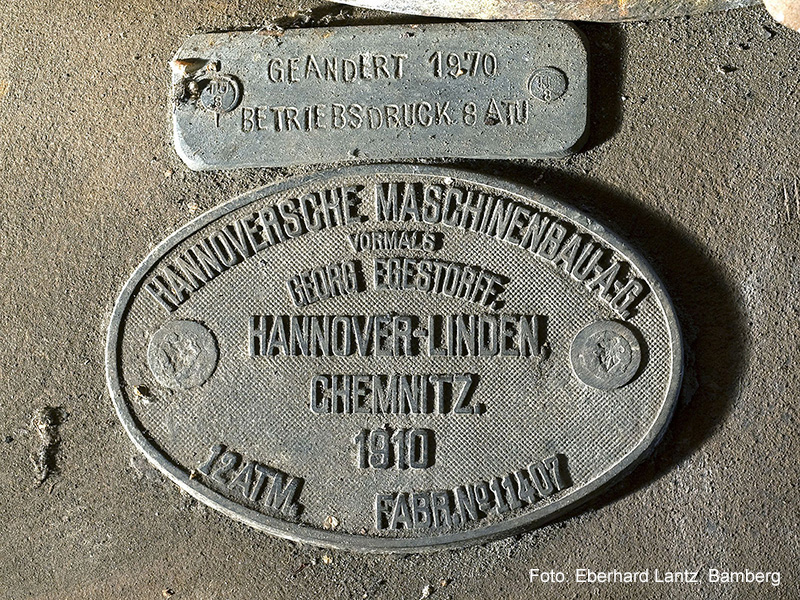 GEANDERT 1970
BETRIEBSDRUCK 8 ATU
HANNOVERSCHE MASCHINENBAU-A-G.
VORMALS
GEORG EGESTORFF,
HANNOVER-LINDEN,
CHEMNITZ.
1910
12 ATM.
FABR.No 11407
Foto: Eberhard Lantz, Bamberg